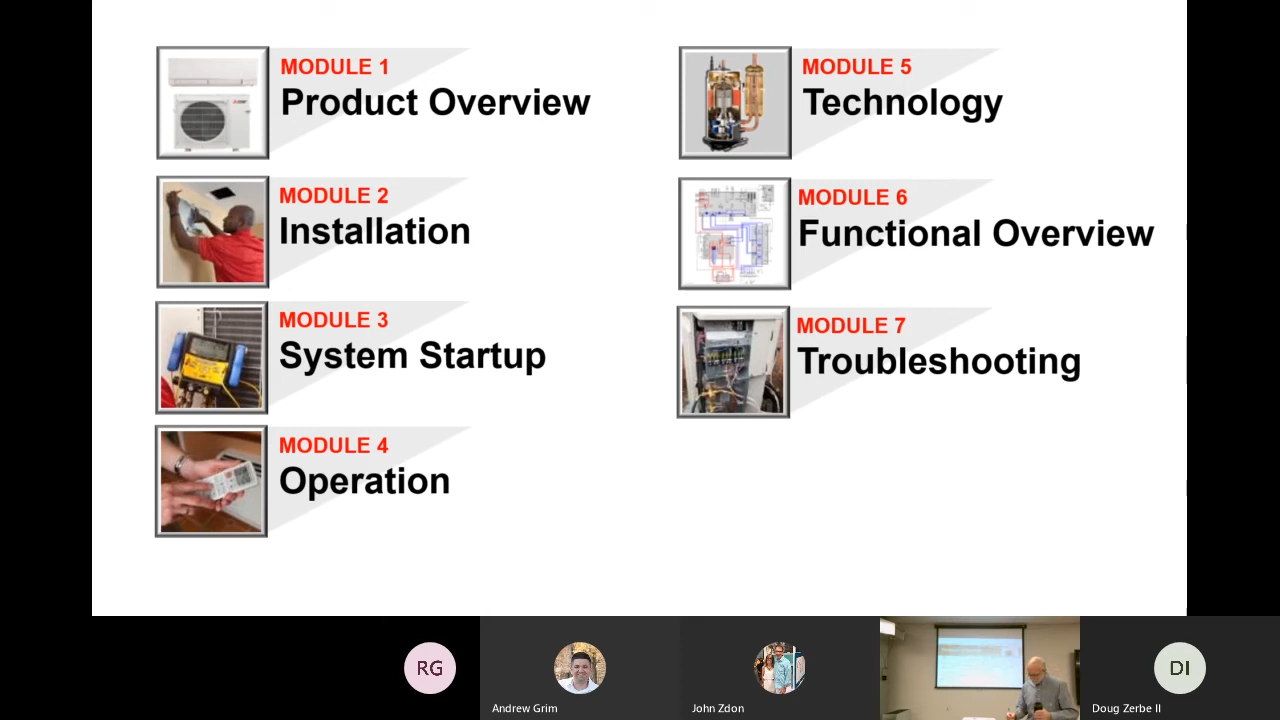 MODULE 1
Product Overview
MODULE 2
Installation
MODULE 3
System Startup
MODULE 4
Operation
MODULE 5
Technology
MODULE 6
Functional Overview
MODULE 7
Troubleshooting
RG
Andrew Grim
John Zdon
DI
Doug Zerbe II